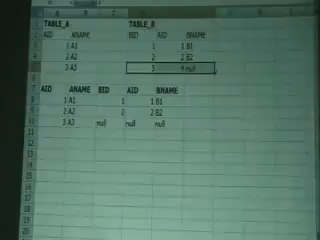 TABLE_A TABLE_B
AID ANAME BID AID BNAME
1 A1 1 1 B1
2 A2 2 2 B2
3 A3 3 4 null
AID ANAME BID AID BNAME
1 A1 1 1 B1
2 A2 2 2 B2
3 A3 null null null